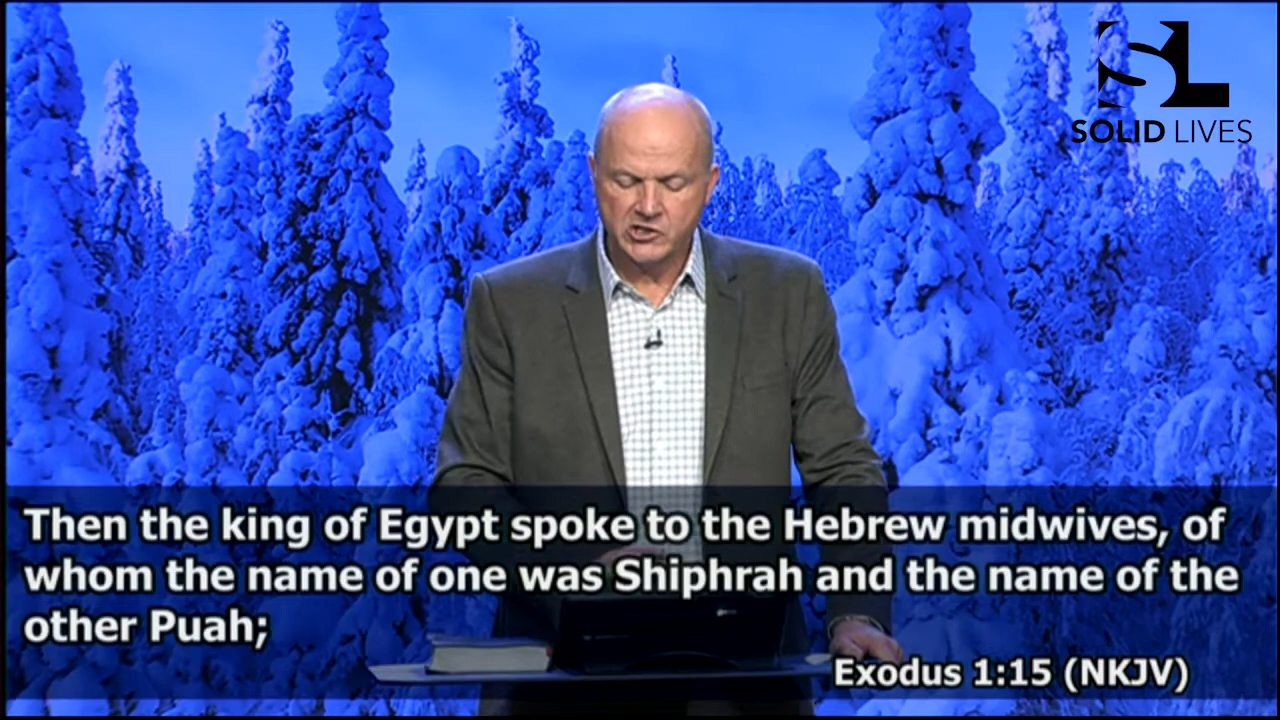 SL
SOLID LIVES
Then the king of Egypt spoke to the Hebrew midwives, of
whom the name of one was Shiphrah and the name of the
other Puah;
Exodus 1:15 (NKJV)